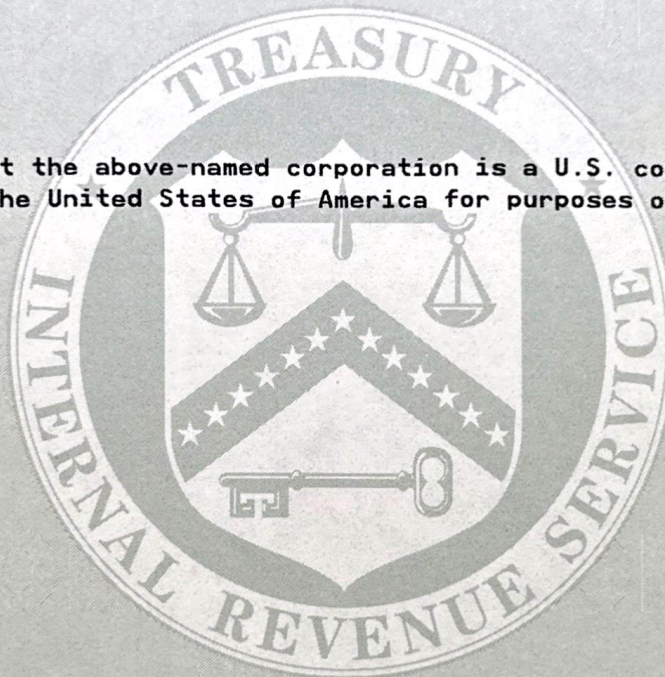 TREASURY
t the above-named corporation is a U.S. co
he United States of America for purposes o
INTERNAL REVENUE SERVICE